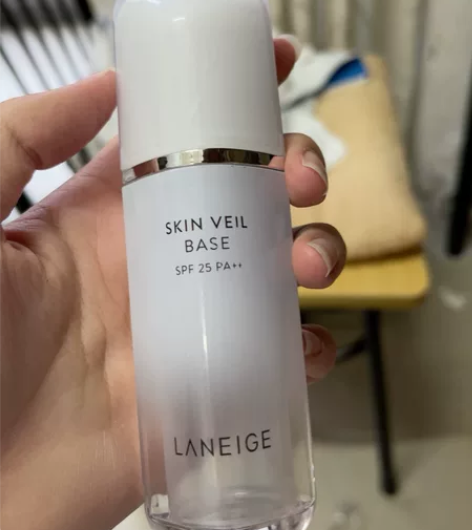 SKIN VEIL
BASE
SPF 25 PA++
LANEIGE